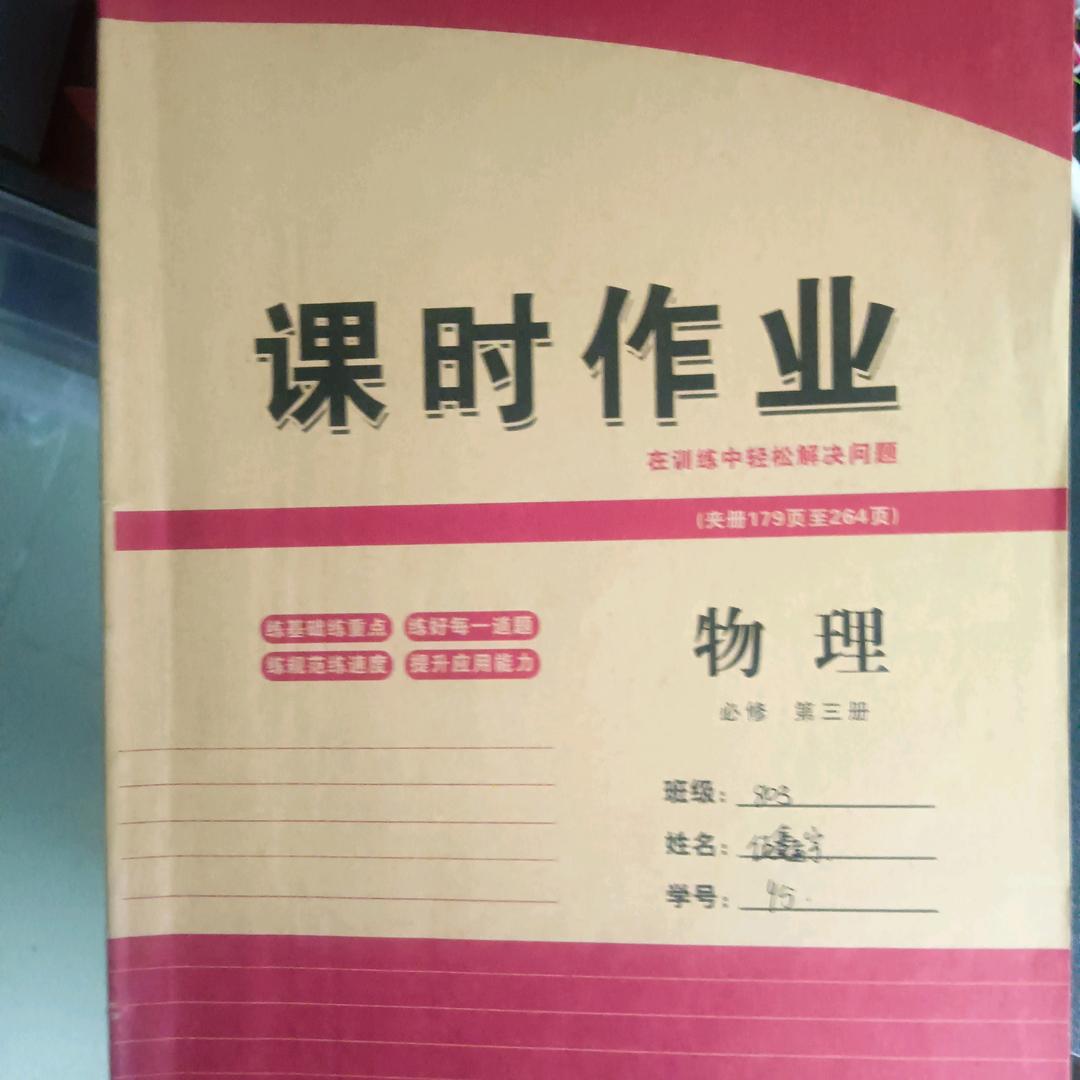 课时作业
在训练中轻松解决问题
(夹册179页至264页)
练基础练重点 练好每一道题
练规范练速度 提升应用能力
物理
必修 第三册
班级: 803
姓名:
学号: 45